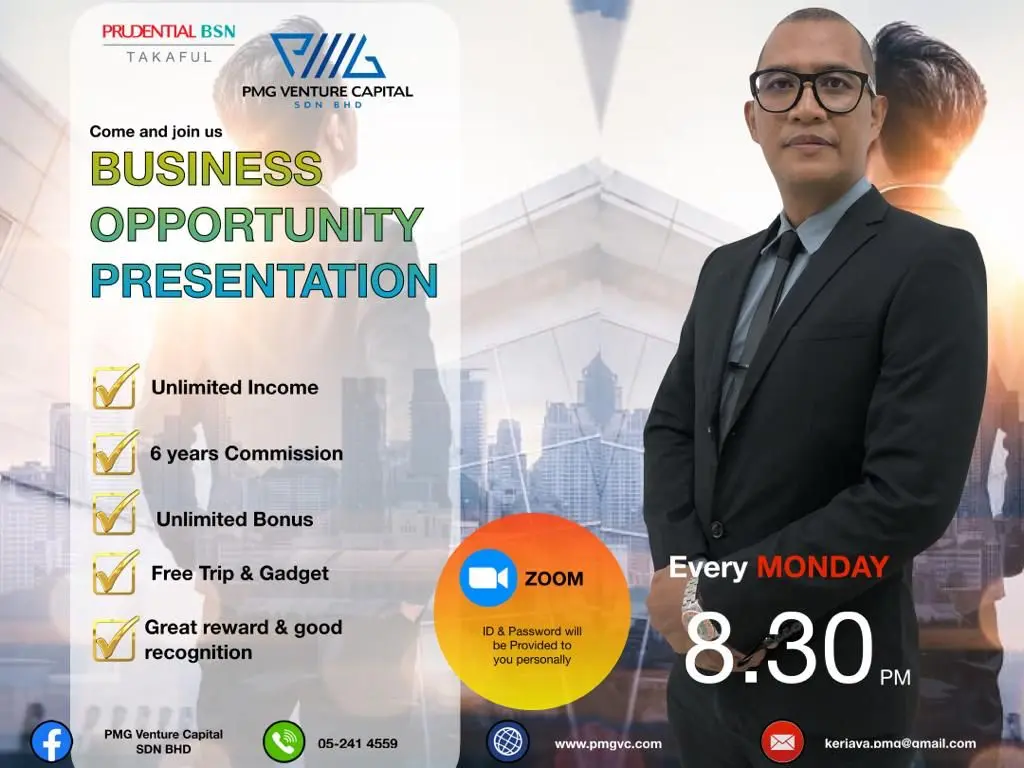 PRUDENTIAL BSN
TAKAFUL
PMG VENTURE CAPITAL
SDN BHD
Come and join us
BUSINESS
OPPORTUNITY
PRESENTATION
Unlimited Income
6 years Commission
Unlimited Bonus
Free Trip & Gadget
Great reward & good
recognition
ZOOM
ID & Password will
be Provided to
you personally
Every MONDAY
8.30 PM
PMG Venture Capital
SDN BHD
05-241 4559
www.pmgvc.com
kerjaya.pmg@gmail.com